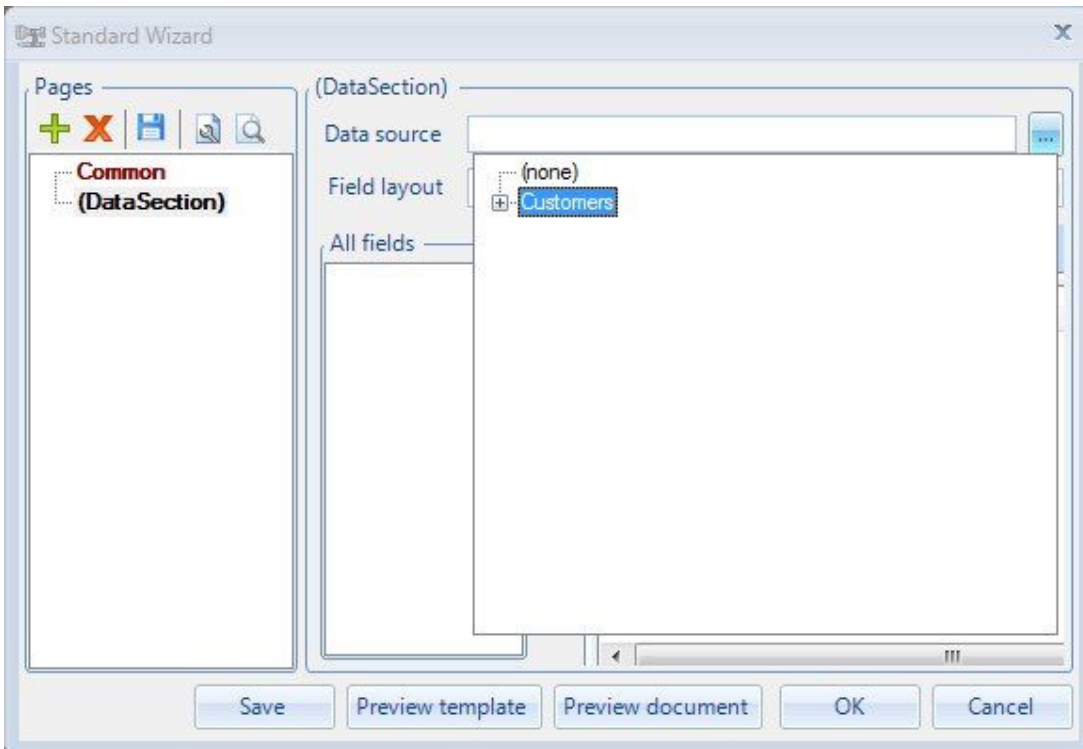 Standard Wizard
Pages
Common
(DataSection)
(DataSection)
Data source
...
Field layout
(none)
Customers
All fields
Save
Preview template
Preview document
OK
Cancel